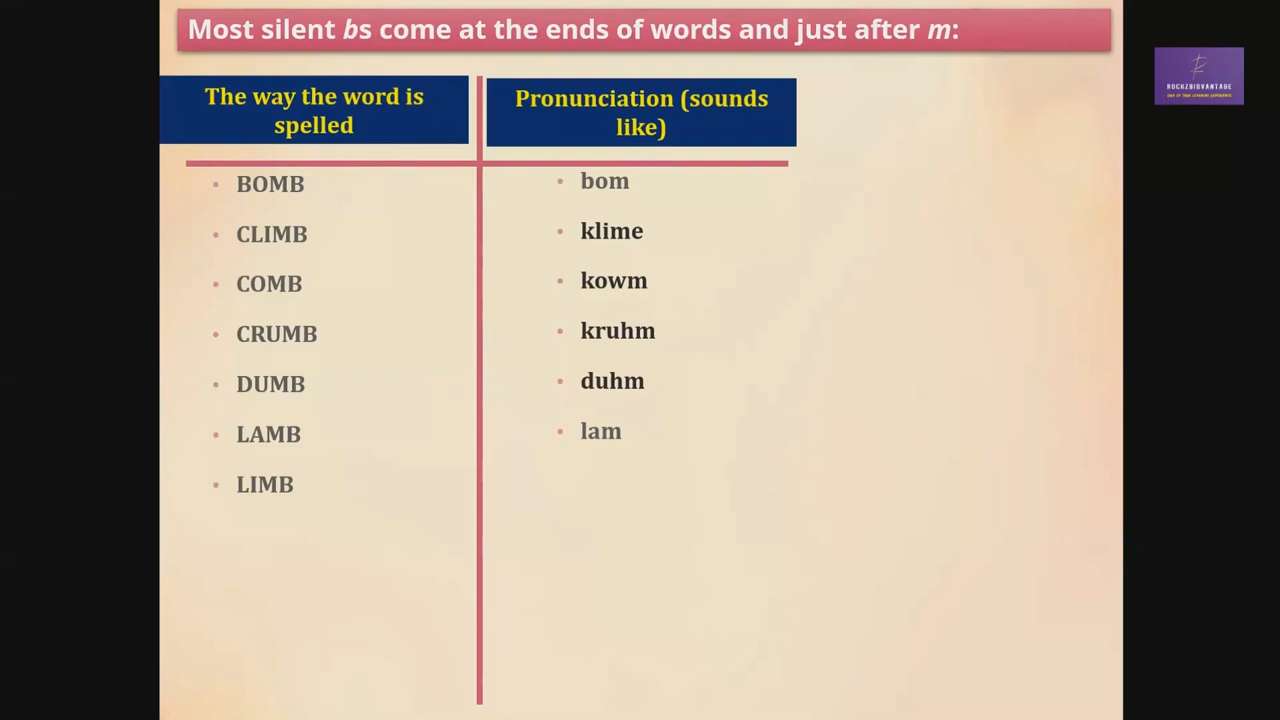 Most silent bs come at the ends of words and just after m:
The way the word is
spelled
Pronunciation (sounds
like)
BOMB
bom
CLIMB
klime
COMB
kowm
CRUMB
kruhm
DUMB
duhm
LAMB
lam
LIMB
ROCKZBIOVANTAGE